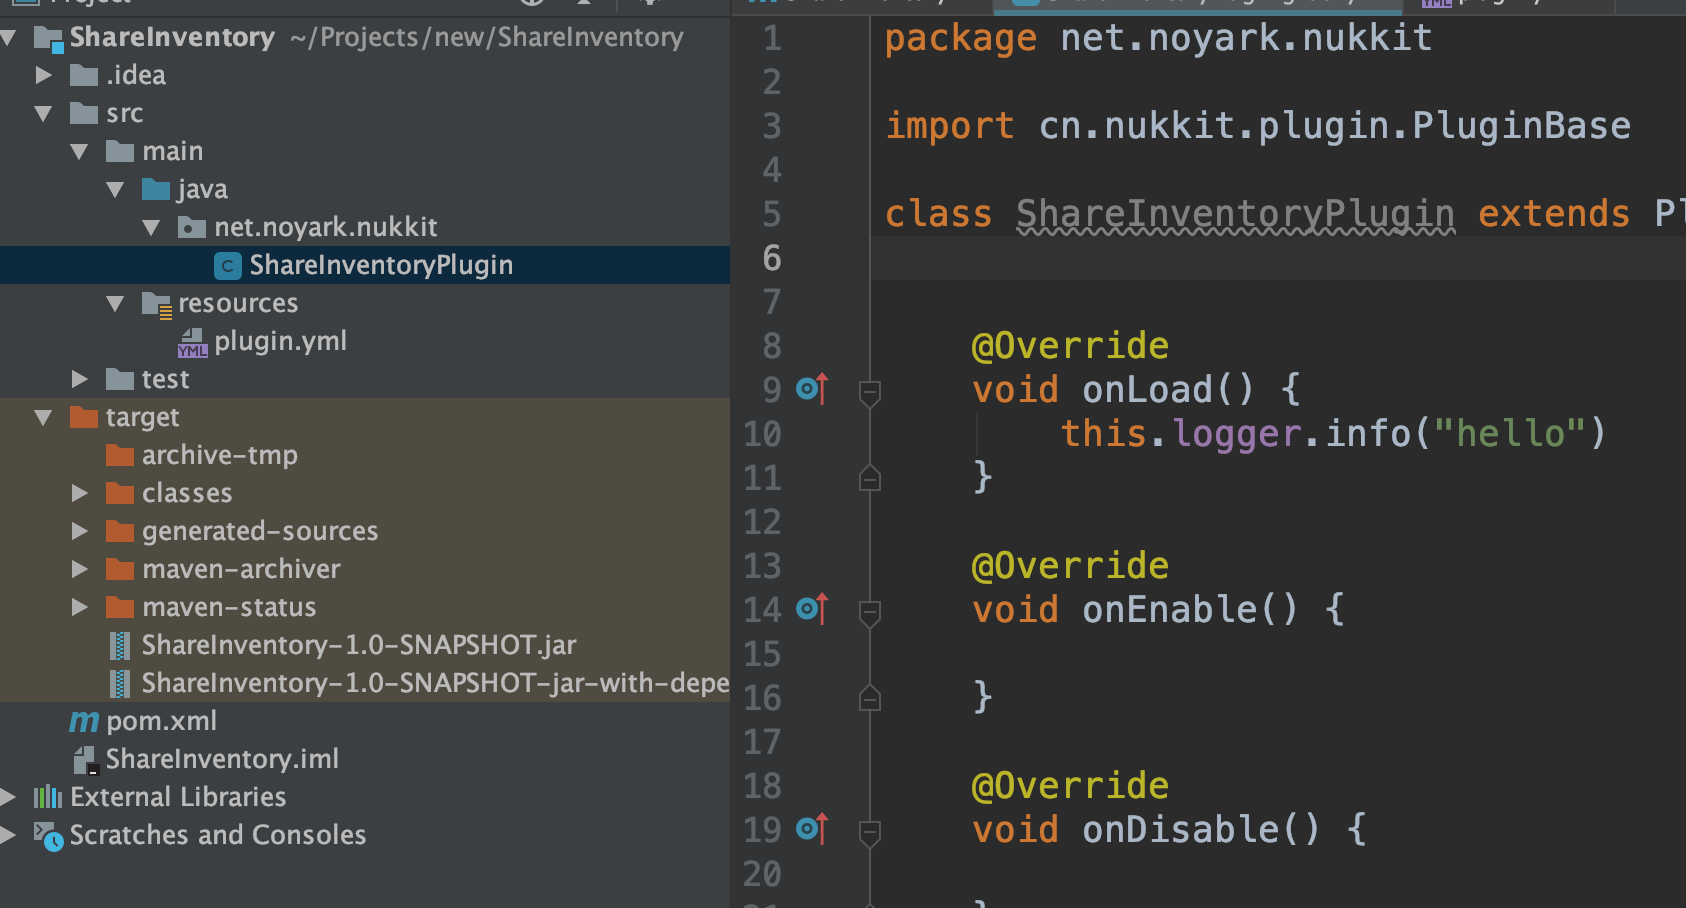 Project
ShareInventory ~/Projects/new/ShareInventory
.idea
src
main
java
net.noyark.nukkit
ShareInventoryPlugin
resources
plugin.yml
test
target
archive-tmp
classes
generated-sources
maven-archiver
maven-status
ShareInventory-1.0-SNAPSHOT.jar
ShareInventory-1.0-SNAPSHOT-jar-with-depe
pom.xml
ShareInventory.iml
External Libraries
Scratches and Consoles
1 package net.noyark.nukkit
2
3 import cn.nukkit.plugin.PluginBase
4
5 class ShareInventoryPlugin extends Pl
6
7
8 @Override
9 void onLoad() {
10 this.logger.info("hello")
11 }
12
13 @Override
14 void onEnable() {
15
16 }
17
18 @Override
19 void onDisable() {
20
21 }